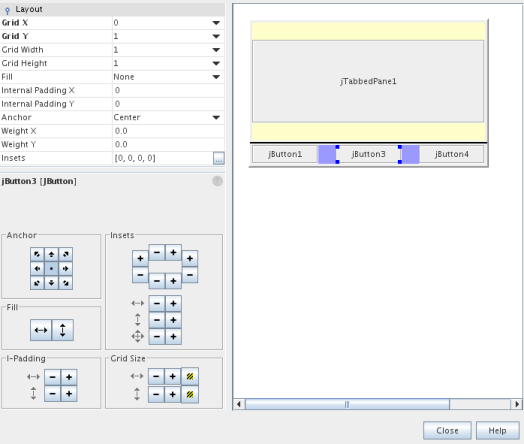 Layout
Grid X 0
Grid Y 1
Grid Width 1
Grid Height 1
Fill None
Internal Padding X 0
Internal Padding Y 0
Anchor Center
Weight X 0.0
Weight Y 0.0
Insets [0, 0, 0, 0] ...
jButton3 [JButton] ?
Anchor
Insets
Fill
I-Padding
Grid Size
jTabbedPane1
jButton1 jButton3 jButton4
Close Help